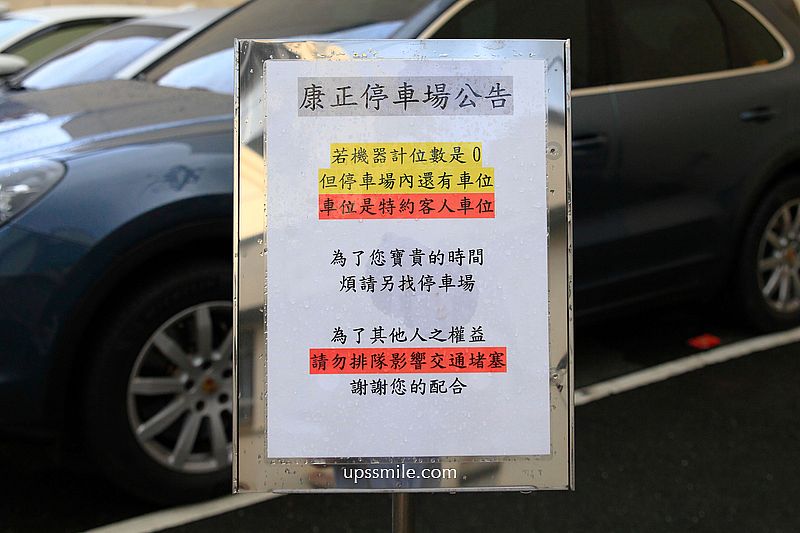 康正停車場公告
若機器計位數是0
但停車場內還有車位
車位是特約客人車位
為了您寶貴的時間
煩請另找停車場
為了其他人之權益
請勿排隊影響交通堵塞
謝謝您的配合
upssmile.com